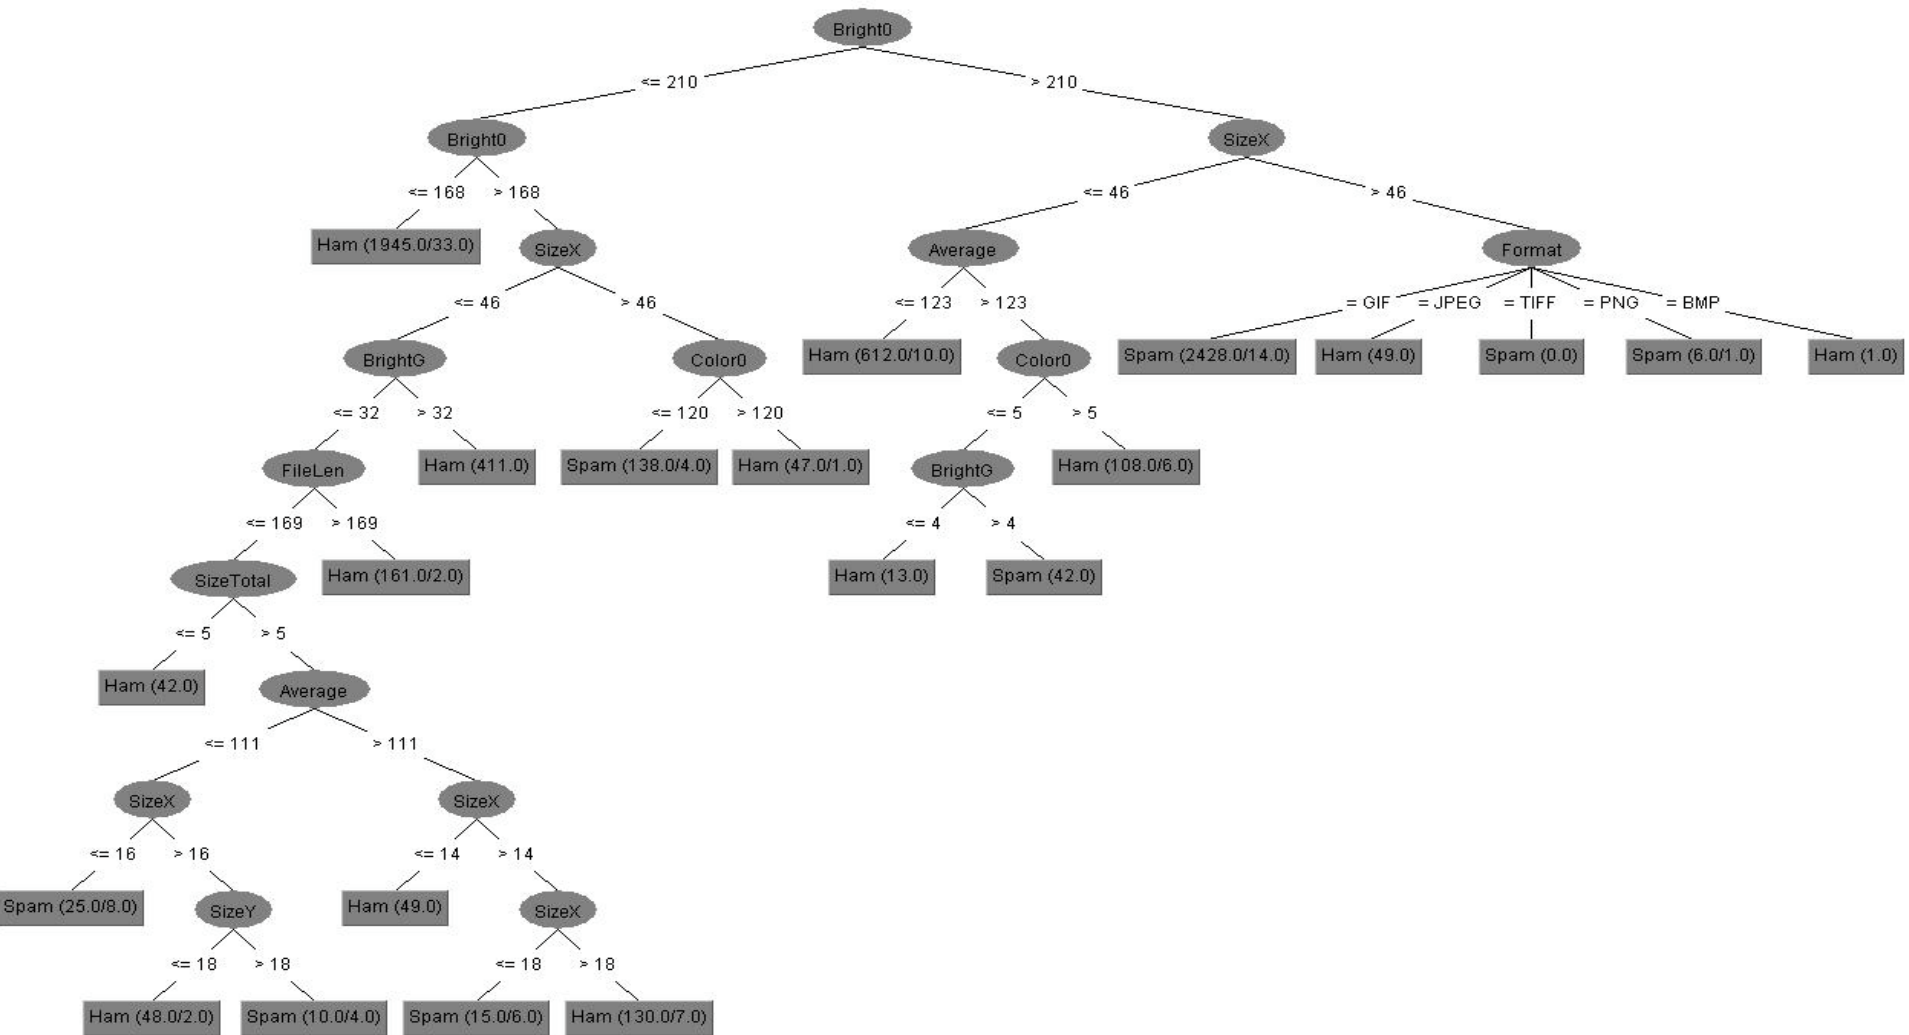 Bright0
<= 210 > 210
Bright0 SizeX
<= 168 > 168 <= 46 > 46
Ham (1945.0/33.0) SizeX Average Format
<= 46 > 46 <= 123 > 123 = GIF = JPEG = TIFF = PNG = BMP
BrightG Color0 Ham (612.0/10.0) Color0 Spam (2428.0/14.0) Ham (49.0) Spam (0.0) Spam (6.0/1.0) Ham (1.0)
<= 32 > 32 <= 120 > 120 <= 5 > 5
FileLen Ham (411.0) Spam (138.0/4.0) Ham (47.0/1.0) BrightG Ham (108.0/6.0)
<= 169 > 169 <= 4 > 4
SizeTotal Ham (161.0/2.0) Ham (13.0) Spam (42.0)
<= 5 > 5
Ham (42.0) Average
<= 111 > 111
SizeX SizeX
<= 16 > 16 <= 14 > 14
Spam (25.0/8.0) SizeY Ham (49.0) SizeX
<= 18 > 18 <= 18 > 18
Ham (48.0/2.0) Spam (10.0/4.0) Spam (15.0/6.0) Ham (130.0/7.0)